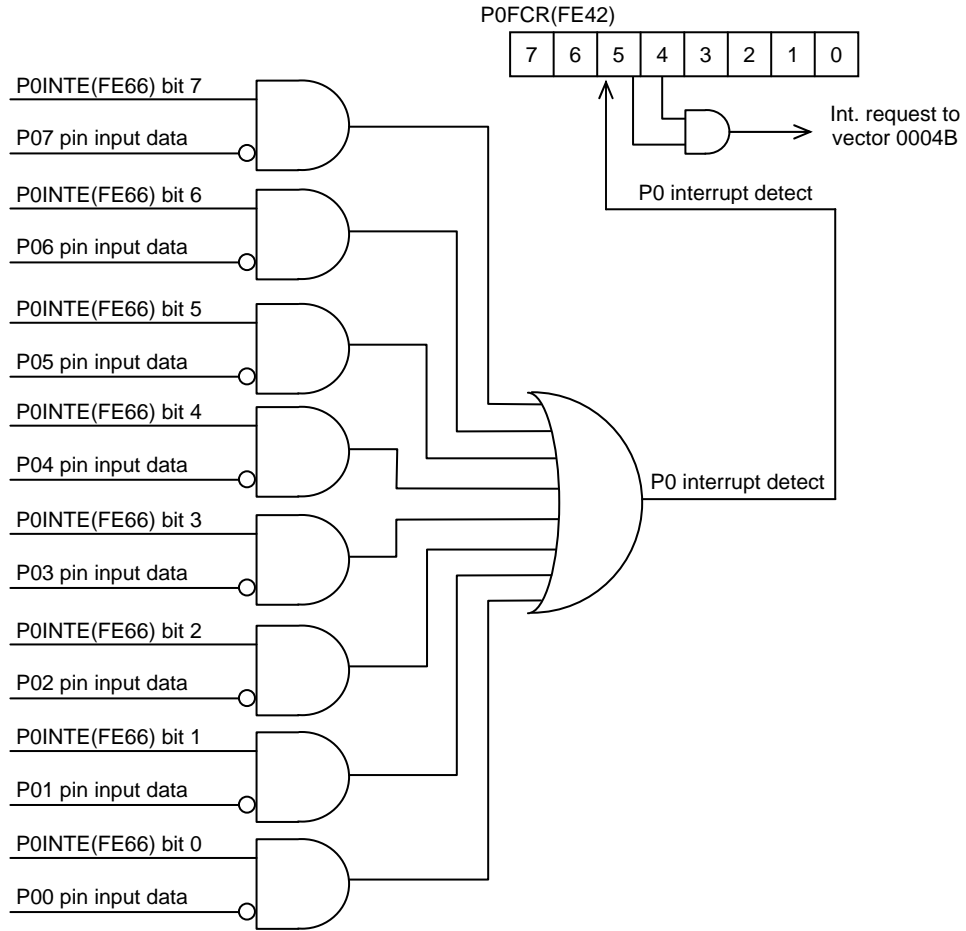 P0FCR(FE42)
7 6 5 4 3 2 1 0
P0INTE(FE66) bit 7
P07 pin input data
Int. request to
vector 0004B
P0INTE(FE66) bit 6
P0 interrupt detect
P06 pin input data
P0INTE(FE66) bit 5
P05 pin input data
P0INTE(FE66) bit 4
P04 pin input data
P0 interrupt detect
P0INTE(FE66) bit 3
P03 pin input data
P0INTE(FE66) bit 2
P02 pin input data
P0INTE(FE66) bit 1
P01 pin input data
P0INTE(FE66) bit 0
P00 pin input data